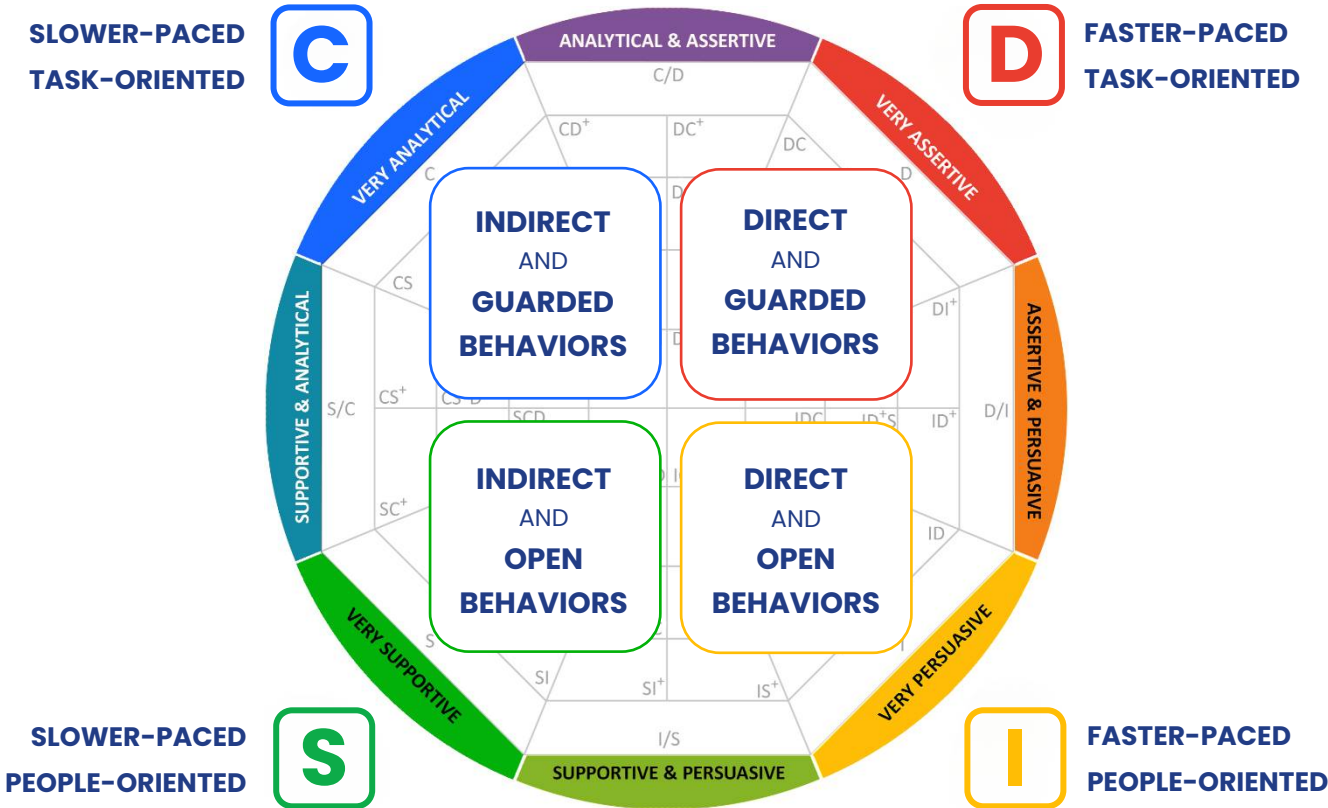 SLOWER-PACED
TASK-ORIENTED
C
ANALYTICAL & ASSERTIVE
D
FASTER-PACED
TASK-ORIENTED
C/D
CD+
DC+
DC
VERY ANALYTICAL
VERY ASSERTIVE
C
D
INDIRECT
AND
GUARDED
BEHAVIORS
DIRECT
AND
GUARDED
BEHAVIORS
CS
DI+
SUPPORTIVE & ANALYTICAL
ASSERTIVE & PERSUASIVE
S/C
CS+
SCD
IDC
ID+S
ID+
D/I
INDIRECT
AND
OPEN
BEHAVIORS
DIRECT
AND
OPEN
BEHAVIORS
SC+
ID
S
I
VERY SUPPORTIVE
VERY PERSUASIVE
SI
SI+
IS+
I/S
SUPPORTIVE & PERSUASIVE
SLOWER-PACED
PEOPLE-ORIENTED
S
I
FASTER-PACED
PEOPLE-ORIENTED